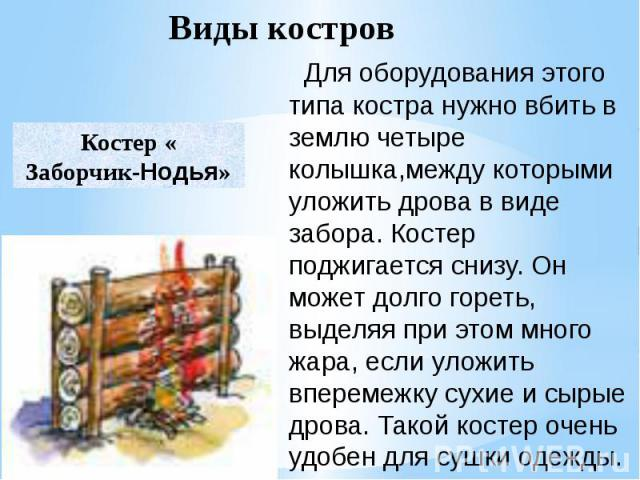 Виды костров
Костер «
Заборчик-Нодья»
Для оборудования этого
типа костра нужно вбить в
землю четыре
колышка,между которыми
уложить дрова в виде
забора. Костер
поджигается снизу. Он
может долго гореть,
выделяя при этом много
жара, если уложить
вперемежку сухие и сырые
дрова. Такой костер очень
удобен для сушки одежды.
PPt4WEB.ru